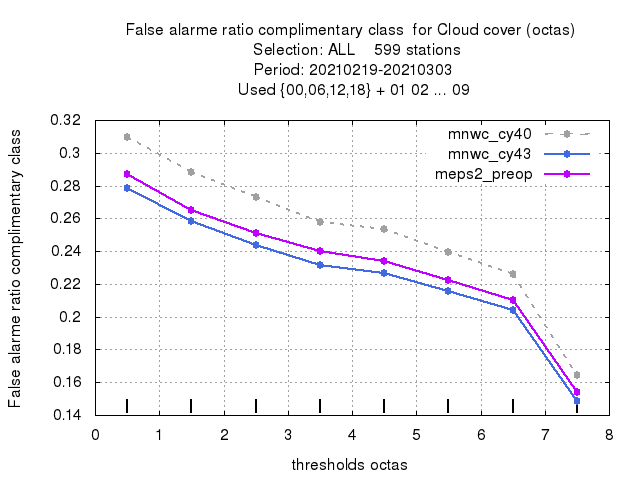 False alarme ratio complimentary class  for Cloud cover (octas)
Selection: ALL    599 stations
Period: 20210219-20210303
Used {00,06,12,18} + 01 02 ... 09
False alarme ratio complimentary class
0.32
0.3
0.28
0.26
0.24
0.22
0.2
0.18
0.16
0.14
mnwc_cy40
mnwc_cy43
meps2_preop
0 1 2 3 4 5 6 7 8
thresholds octas